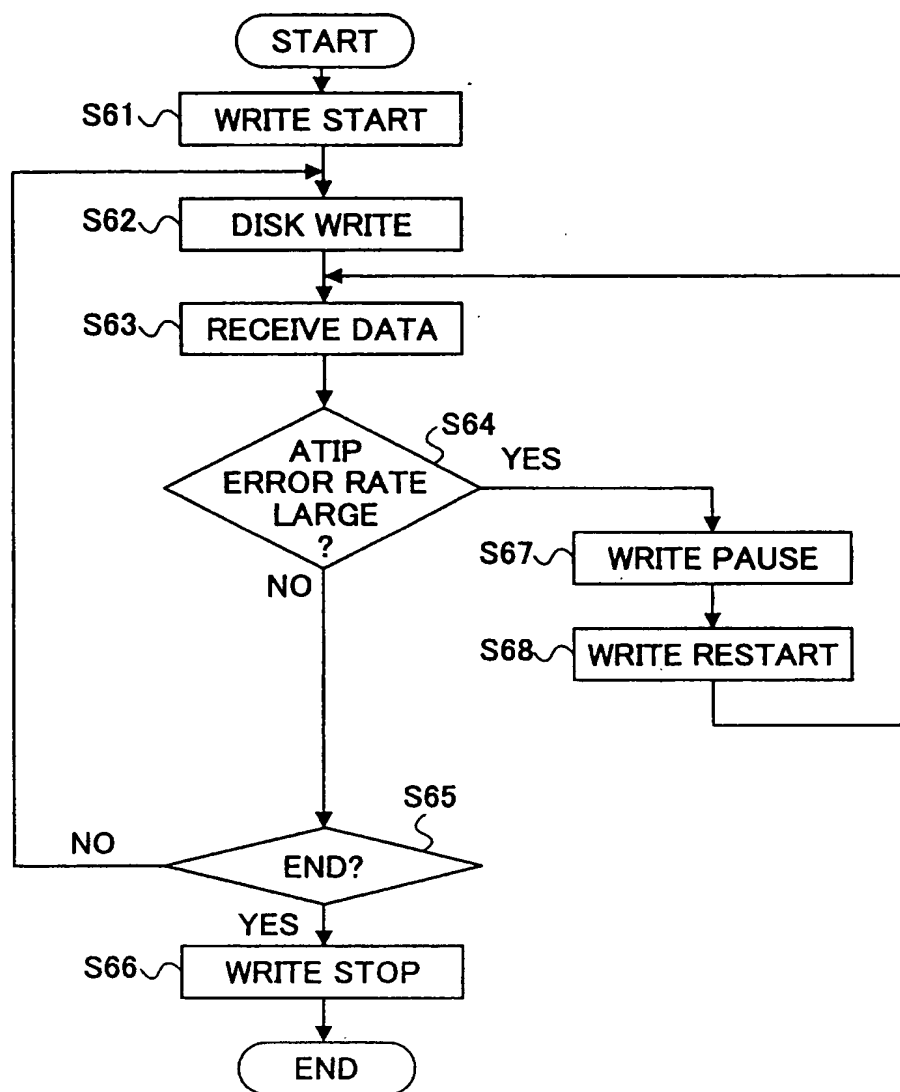 START
S61
WRITE START
S62
DISK WRITE
S63
RECEIVE DATA
S64
ATIP
ERROR RATE
LARGE
?
YES
NO
S67
WRITE PAUSE
S68
WRITE RESTART
S65
NO
END?
YES
S66
WRITE STOP
END